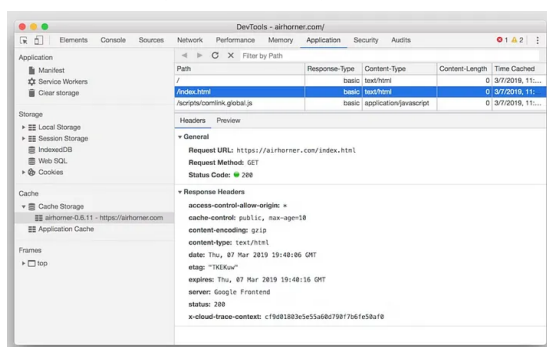 DevTools - airhorner.com/
Elements Console Sources Network Performance Memory Application Security Audits 1 2
Application
Manifest
Service Workers
Clear storage
Storage
Local Storage
Session Storage
IndexedDB
Web SQL
Cookies
Cache
Cache Storage
airhorner-0.6.11 - https://airhorner.com
Application Cache
Frames
top
Filter by Path
Path Response-Type Content-Type Content-Length Time Cached
/ basic text/html 0 3/7/2019, 11:...
/index.html basic text/html 0 3/7/2019, 11:
/scripts/comlink.global.js basic application/javascript 0 3/7/2019, 11:...
Headers Preview
General
Request URL: https://airhorner.com/index.html
Request Method: GET
Status Code: 200
Response Headers
access-control-allow-origin: *
cache-control: public, max-age=10
content-encoding: gzip
content-type: text/html
date: Thu, 07 Mar 2019 19:40:06 GMT
etag: "TKEKuw"
expires: Thu, 07 Mar 2019 19:40:16 GMT
server: Google Frontend
status: 200
x-cloud-trace-context: cf9d01803e5e55a60d790f7b6fe50af0